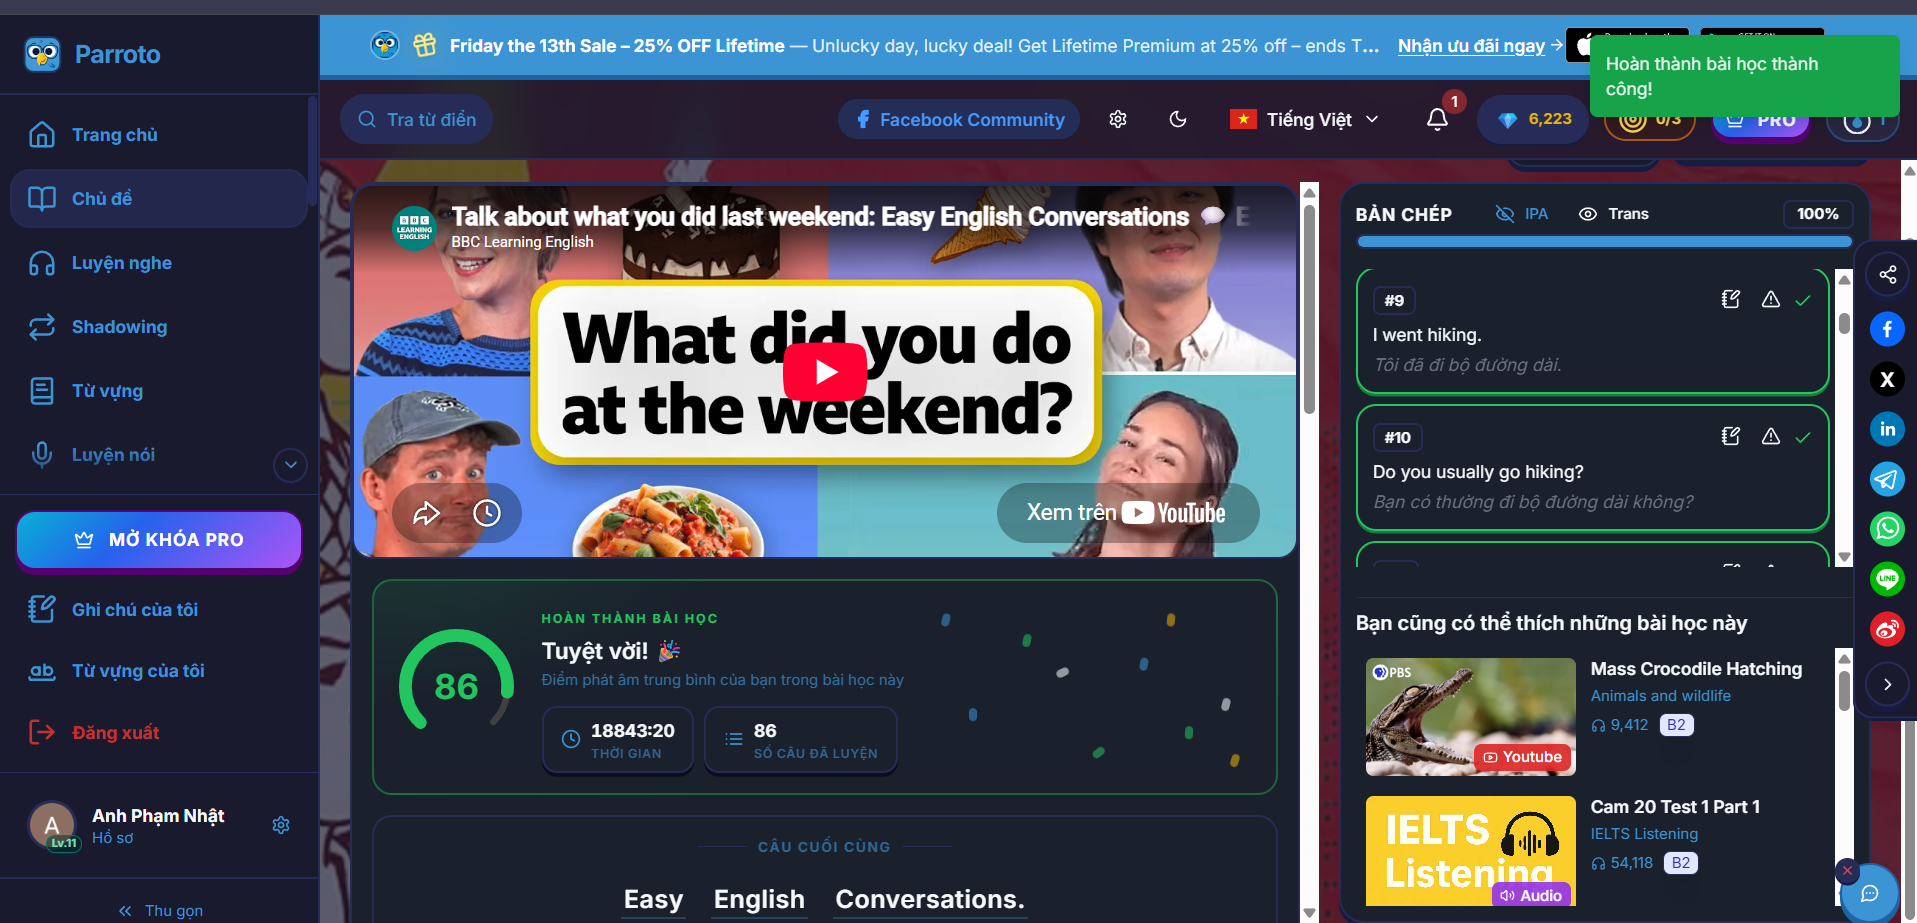 Parroto
Trang chủ
Chủ đề
Luyện nghe
Shadowing
Từ vựng
Luyện nói
MỞ KHÓA PRO
Ghi chú của tôi
Từ vựng của tôi
Đăng xuất
A
Lv.11
Anh Phạm Nhật
Hồ sơ
Thu gọn
Friday the 13th Sale – 25% OFF Lifetime — Unlucky day, lucky deal! Get Lifetime Premium at 25% off – ends T... Nhận ưu đãi ngay →
Hoàn thành bài học thành
công!
Tra từ điển
Facebook Community
Tiếng Việt
1
6,223
0/3
PRO
BBC
LEARNING
ENGLISH
Talk about what you did last weekend: Easy English Conversations 💬 E
BBC Learning English
What did you do
at the weekend?
Xem trên YouTube
HOÀN THÀNH BÀI HỌC
Tuyệt vời! 🎉
Điểm phát âm trung bình của bạn trong bài học này
86
18843:20
THỜI GIAN
86
SỐ CÂU ĐÃ LUYỆN
CÂU CUỐI CÙNG
Easy English Conversations.
BẢN CHÉP
IPA
Trans
100%
#9
I went hiking.
Tôi đã đi bộ đường dài.
#10
Do you usually go hiking?
Bạn có thường đi bộ đường dài không?
Bạn cũng có thể thích những bài học này
PBS
Youtube
Mass Crocodile Hatching
Animals and wildlife
9,412 B2
IELTS
Listening
Audio
Cam 20 Test 1 Part 1
IELTS Listening
54,118 B2
X
in
LINE